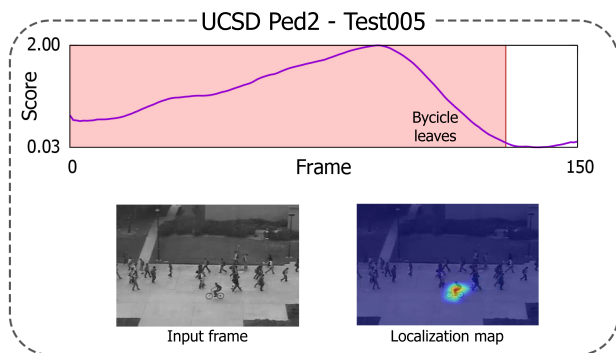 UCSD Ped2 - Test005
2.00
Score
Bycicle
leaves
0.03
0
Frame
150
Input frame
Localization map